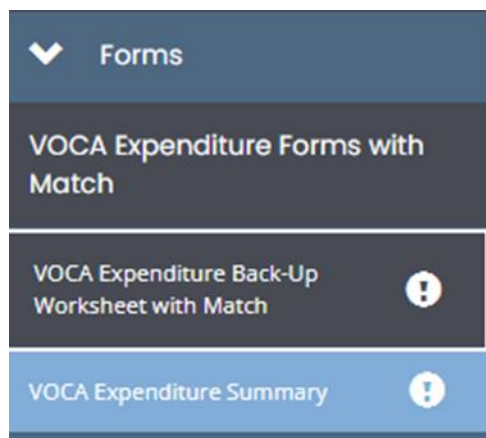 Forms
VOCA Expenditure Forms with
Match
VOCA Expenditure Back-Up
Worksheet with Match
VOCA Expenditure Summary